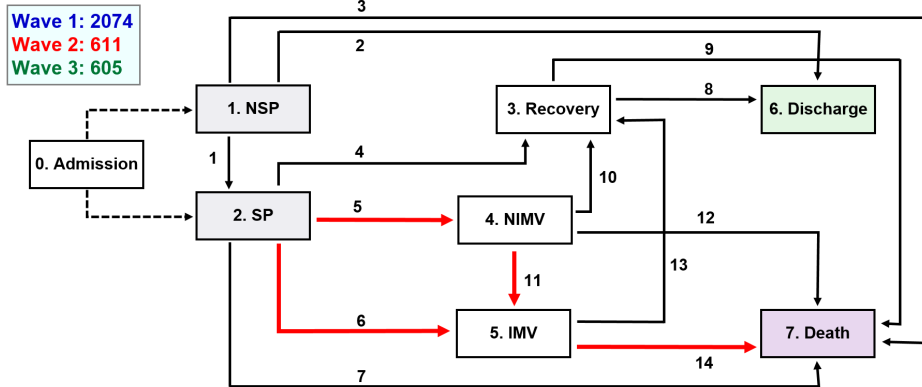 Wave 1: 2074
Wave 2: 611
Wave 3: 605
3
2
9
1. NSP
3. Recovery
8
6. Discharge
0. Admission
1
4
10
2. SP
5
4. NIMV
12
11
13
6
5. IMV
14
7. Death
7